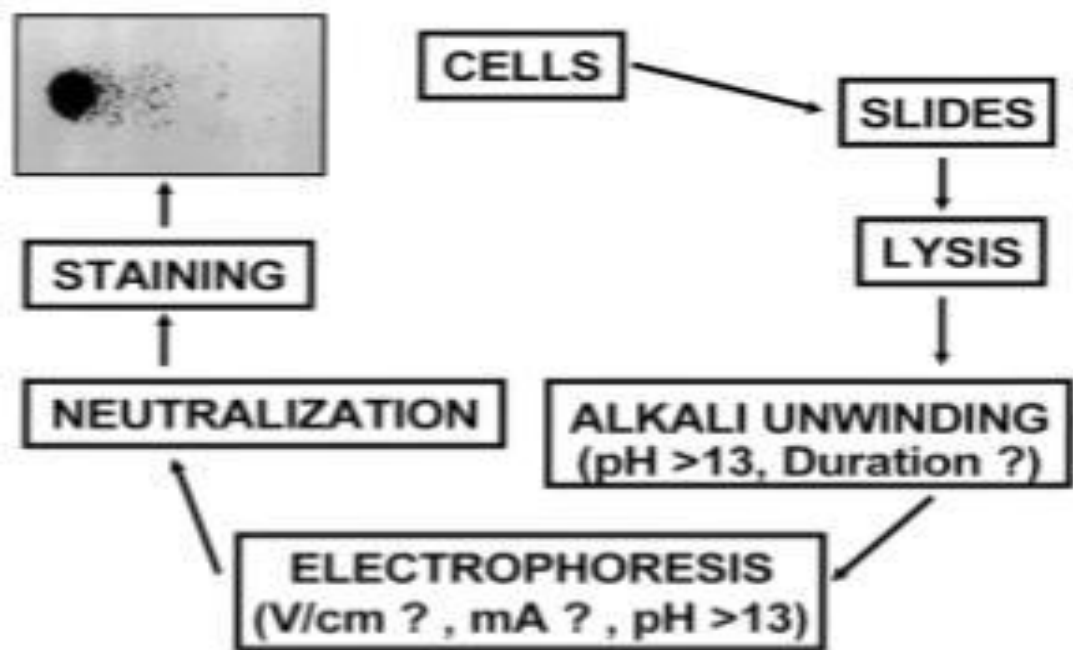 CELLS
SLIDES
LYSIS
ALKALI UNWINDING
(pH >13, Duration ?)
ELECTROPHORESIS
(V/cm ? , mA ? , pH >13)
NEUTRALIZATION
STAINING